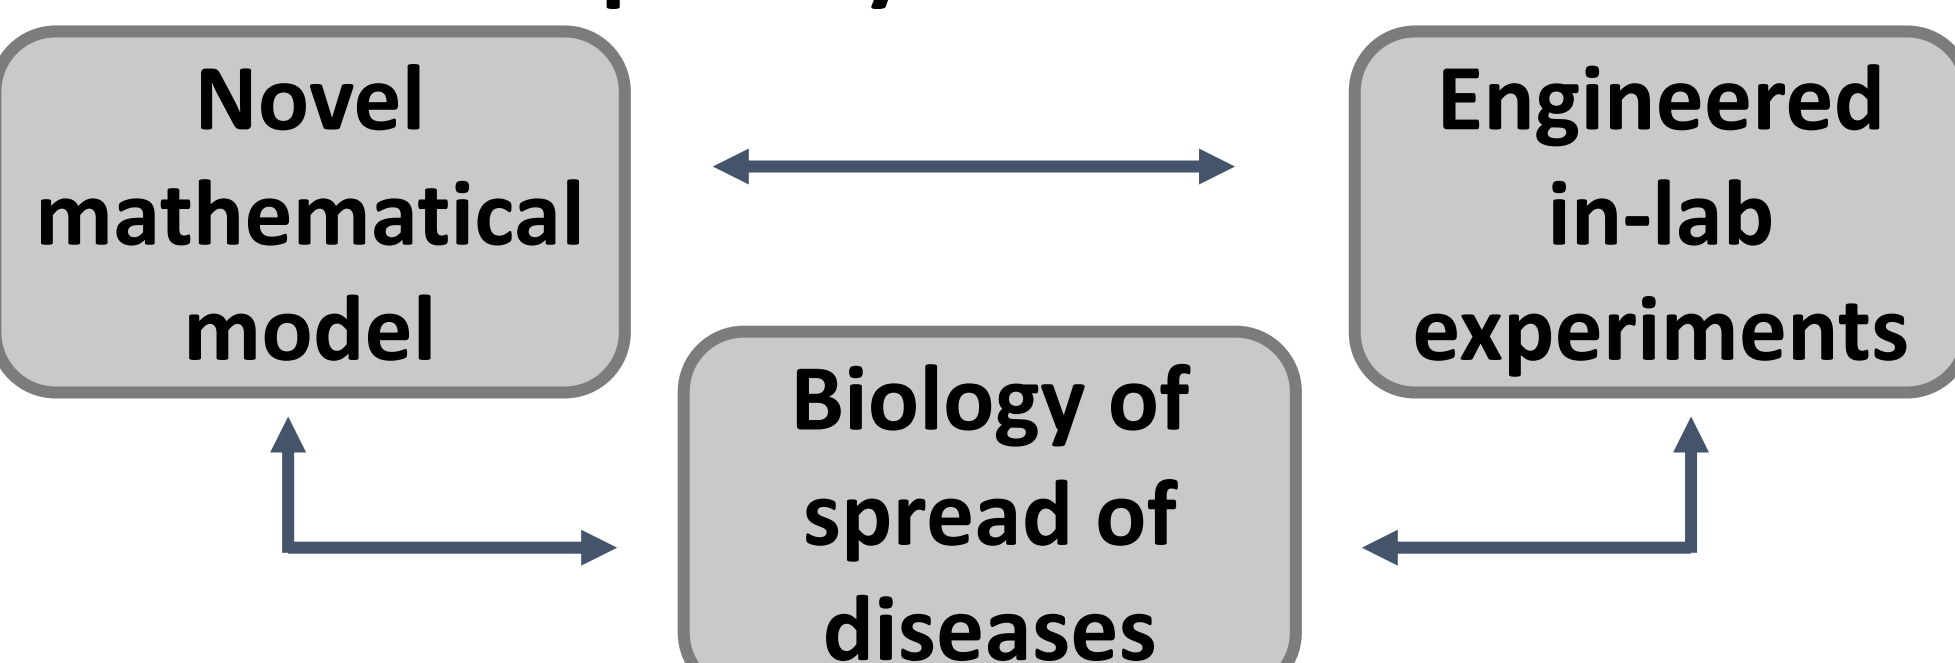 Novel
mathematical
model
Engineered
in-lab
experiments
Biology of
spread of
diseases